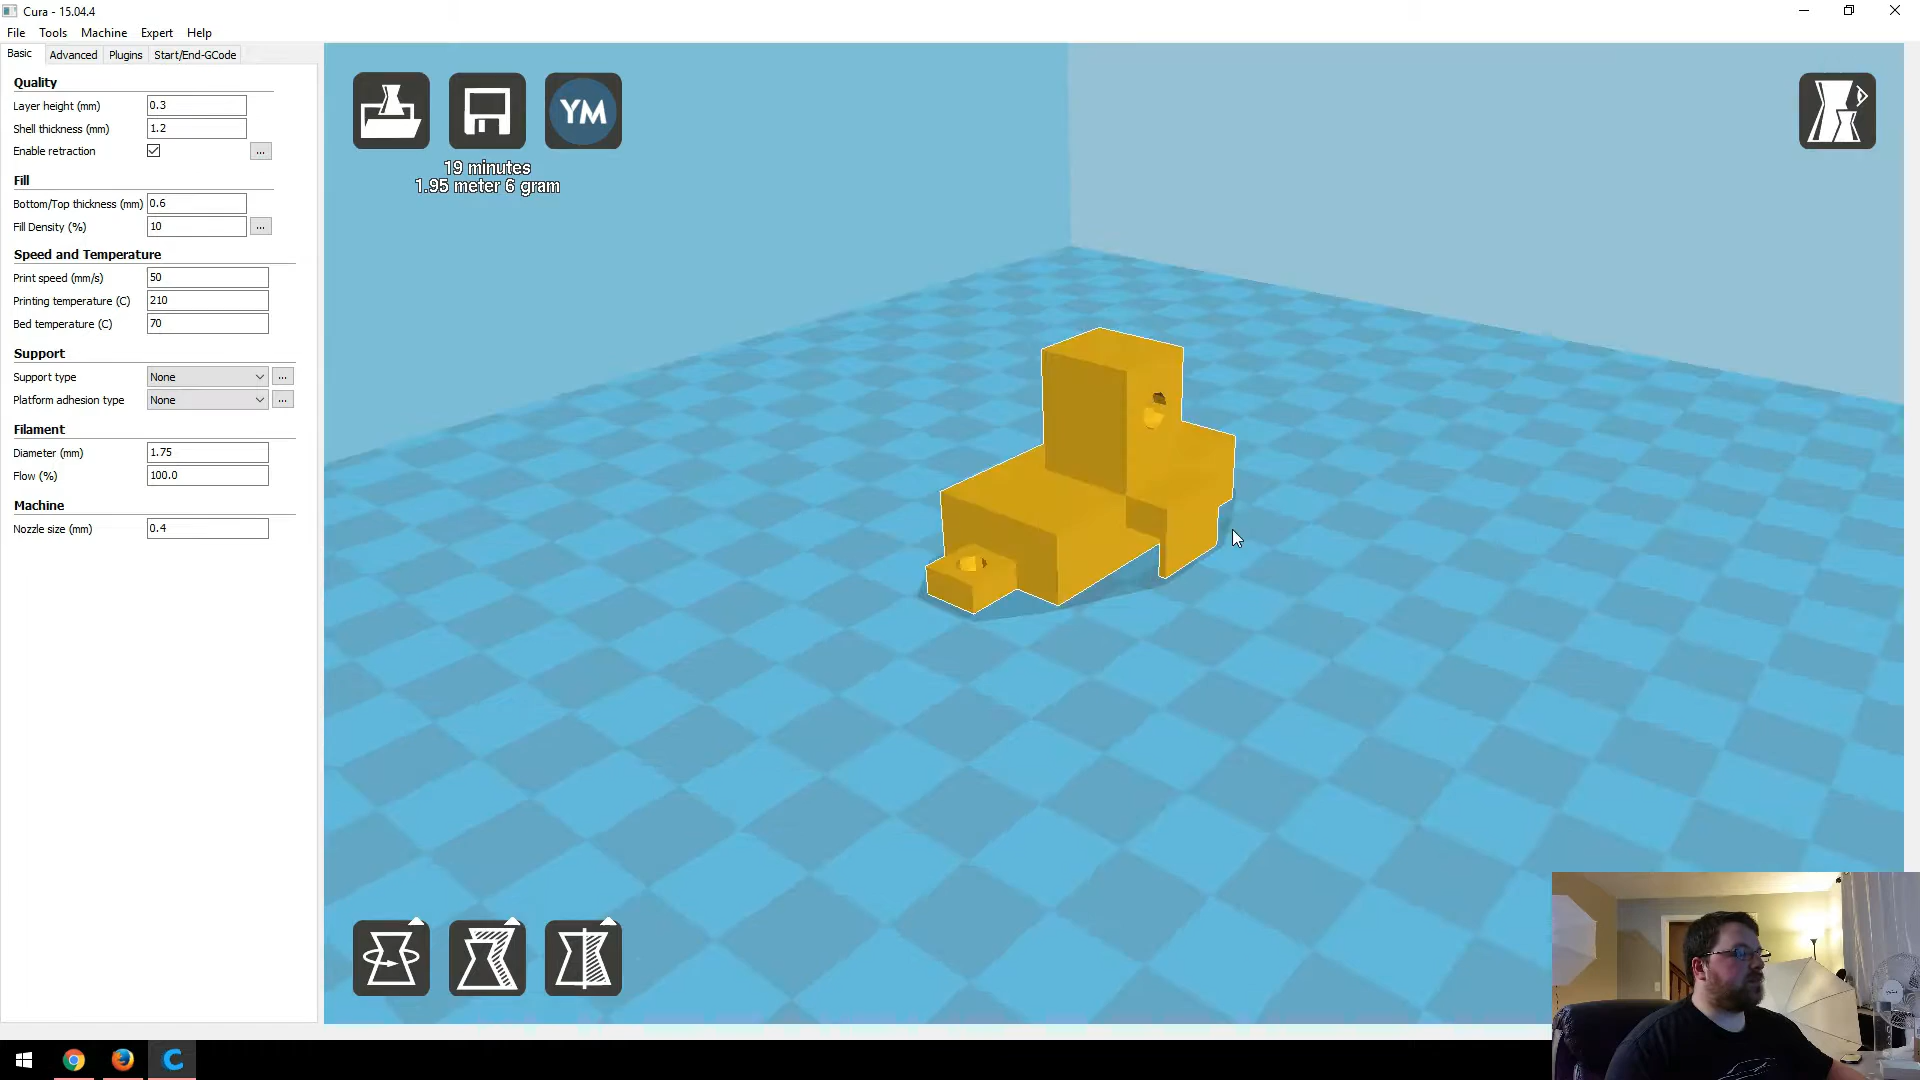 Cura - 15.04.4
File Tools Machine Expert Help
Basic Advanced Plugins Start/End-GCode
Quality
Layer height (mm) 0.3
Shell thickness (mm) 1.2
Enable retraction ...
Fill
Bottom/Top thickness (mm) 0.6
Fill Density (%) 10 ...
Speed and Temperature
Print speed (mm/s) 50
Printing temperature (C) 210
Bed temperature (C) 70
Support
Support type None ...
Platform adhesion type None ...
Filament
Diameter (mm) 1.75
Flow (%) 100.0
Machine
Nozzle size (mm) 0.4
YM
19 minutes
1.95 meter 6 gram